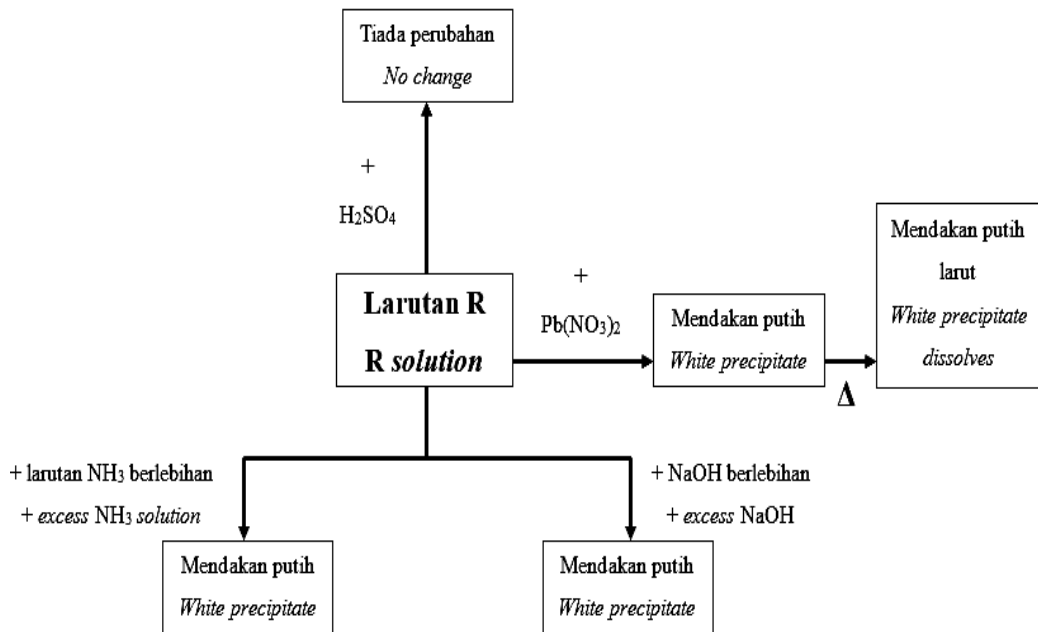 Tiada perubahan
No change
+
H₂SO₄
Larutan R
R solution
+
Pb(NO₃)₂
Mendakan putih
White precipitate
Δ
Mendakan putih
larut
White precipitate
dissolves
+ larutan NH₃ berlebihan
+ excess NH₃ solution
+ NaOH berlebihan
+ excess NaOH
Mendakan putih
White precipitate
Mendakan putih
White precipitate